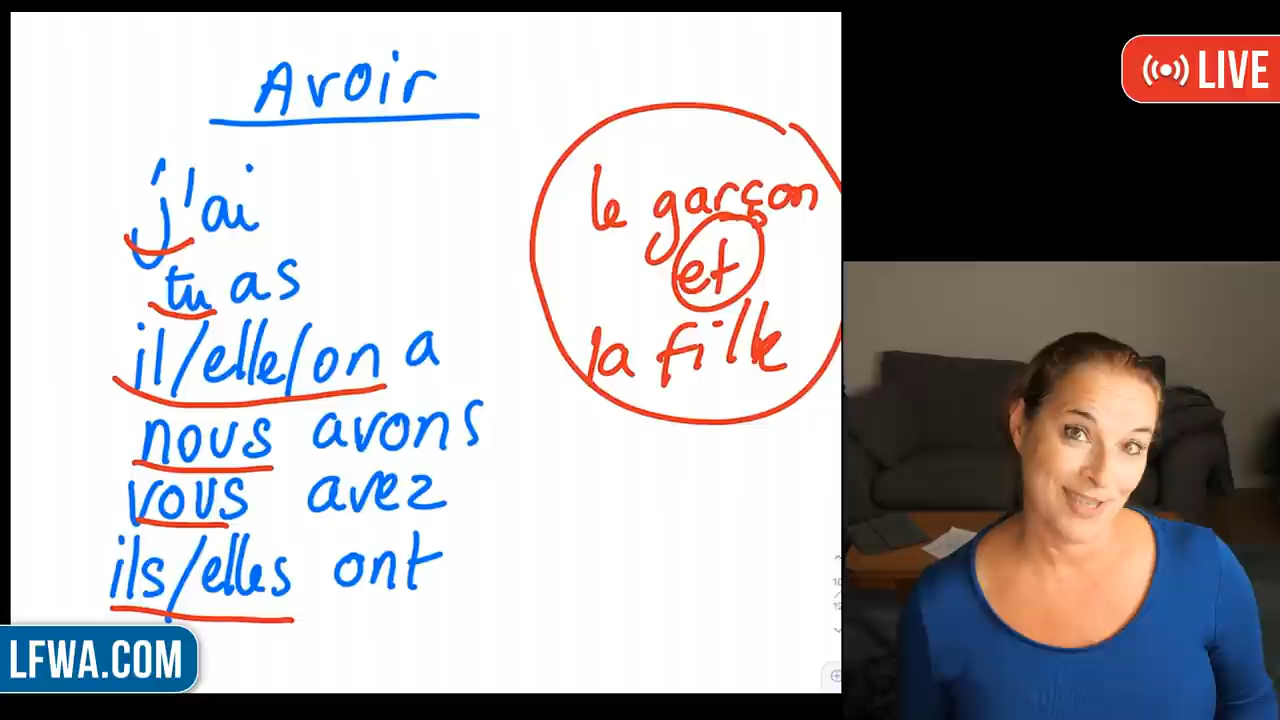 Avoir
j'ai
tu as
il/elle/on a
nous avons
vous avez
ils/elles ont
le garçon
et
la fille
LIVE
LFWA.COM